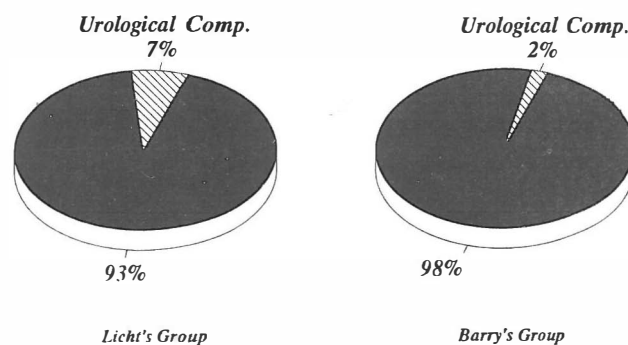 Urological Comp.
7%
93%
Licht's Group
Urological Comp.
2%
98%
Barry's Group